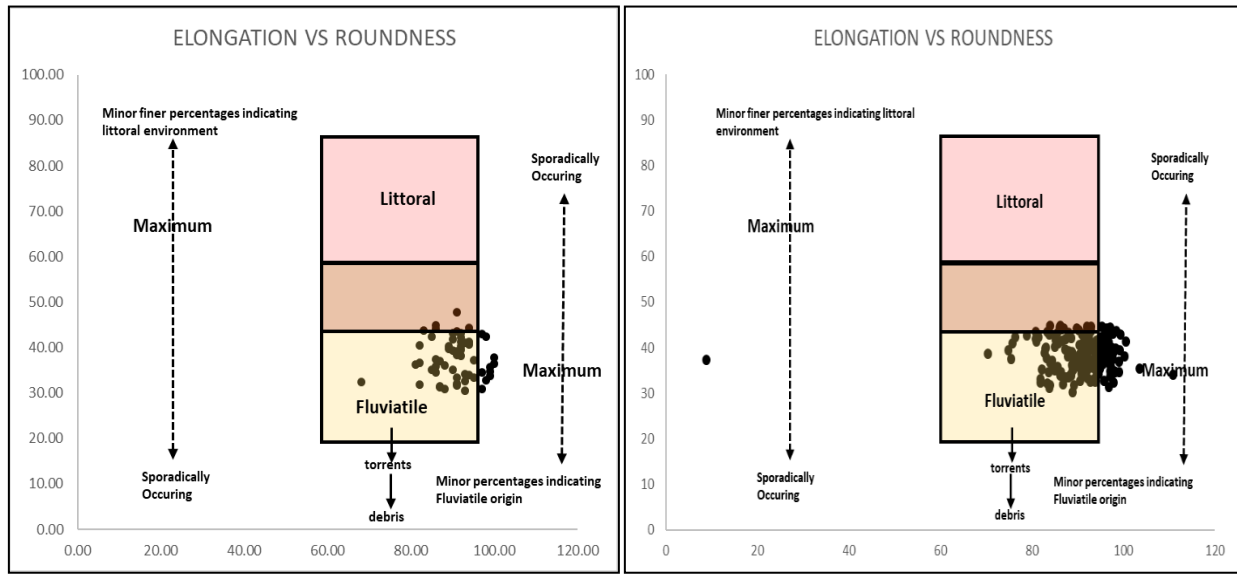 ELONGATION VS ROUNDNESS
100.00
90.00
80.00
70.00
60.00
50.00
40.00
30.00
20.00
10.00
0.00
0.00
20.00
40.00
60.00
80.00
100.00
120.00
Minor finer percentages indicating
littoral environment
Maximum
Sporadically
Occuring
Littoral
Fluviatile
torrents
debris
Sporadically
Occuring
Maximum
Minor percentages indicating
Fluviatile origin
ELONGATION VS ROUNDNESS
100
90
80
70
60
50
40
30
20
10
0
0
20
40
60
80
100
120
Minor finer percentages indicating littoral
environment
Maximum
Sporadically
Occuring
Littoral
Fluviatile
torrents
debris
Sporadically
Occuring
Maximum
Minor percentages indicating
Fluviatile origin